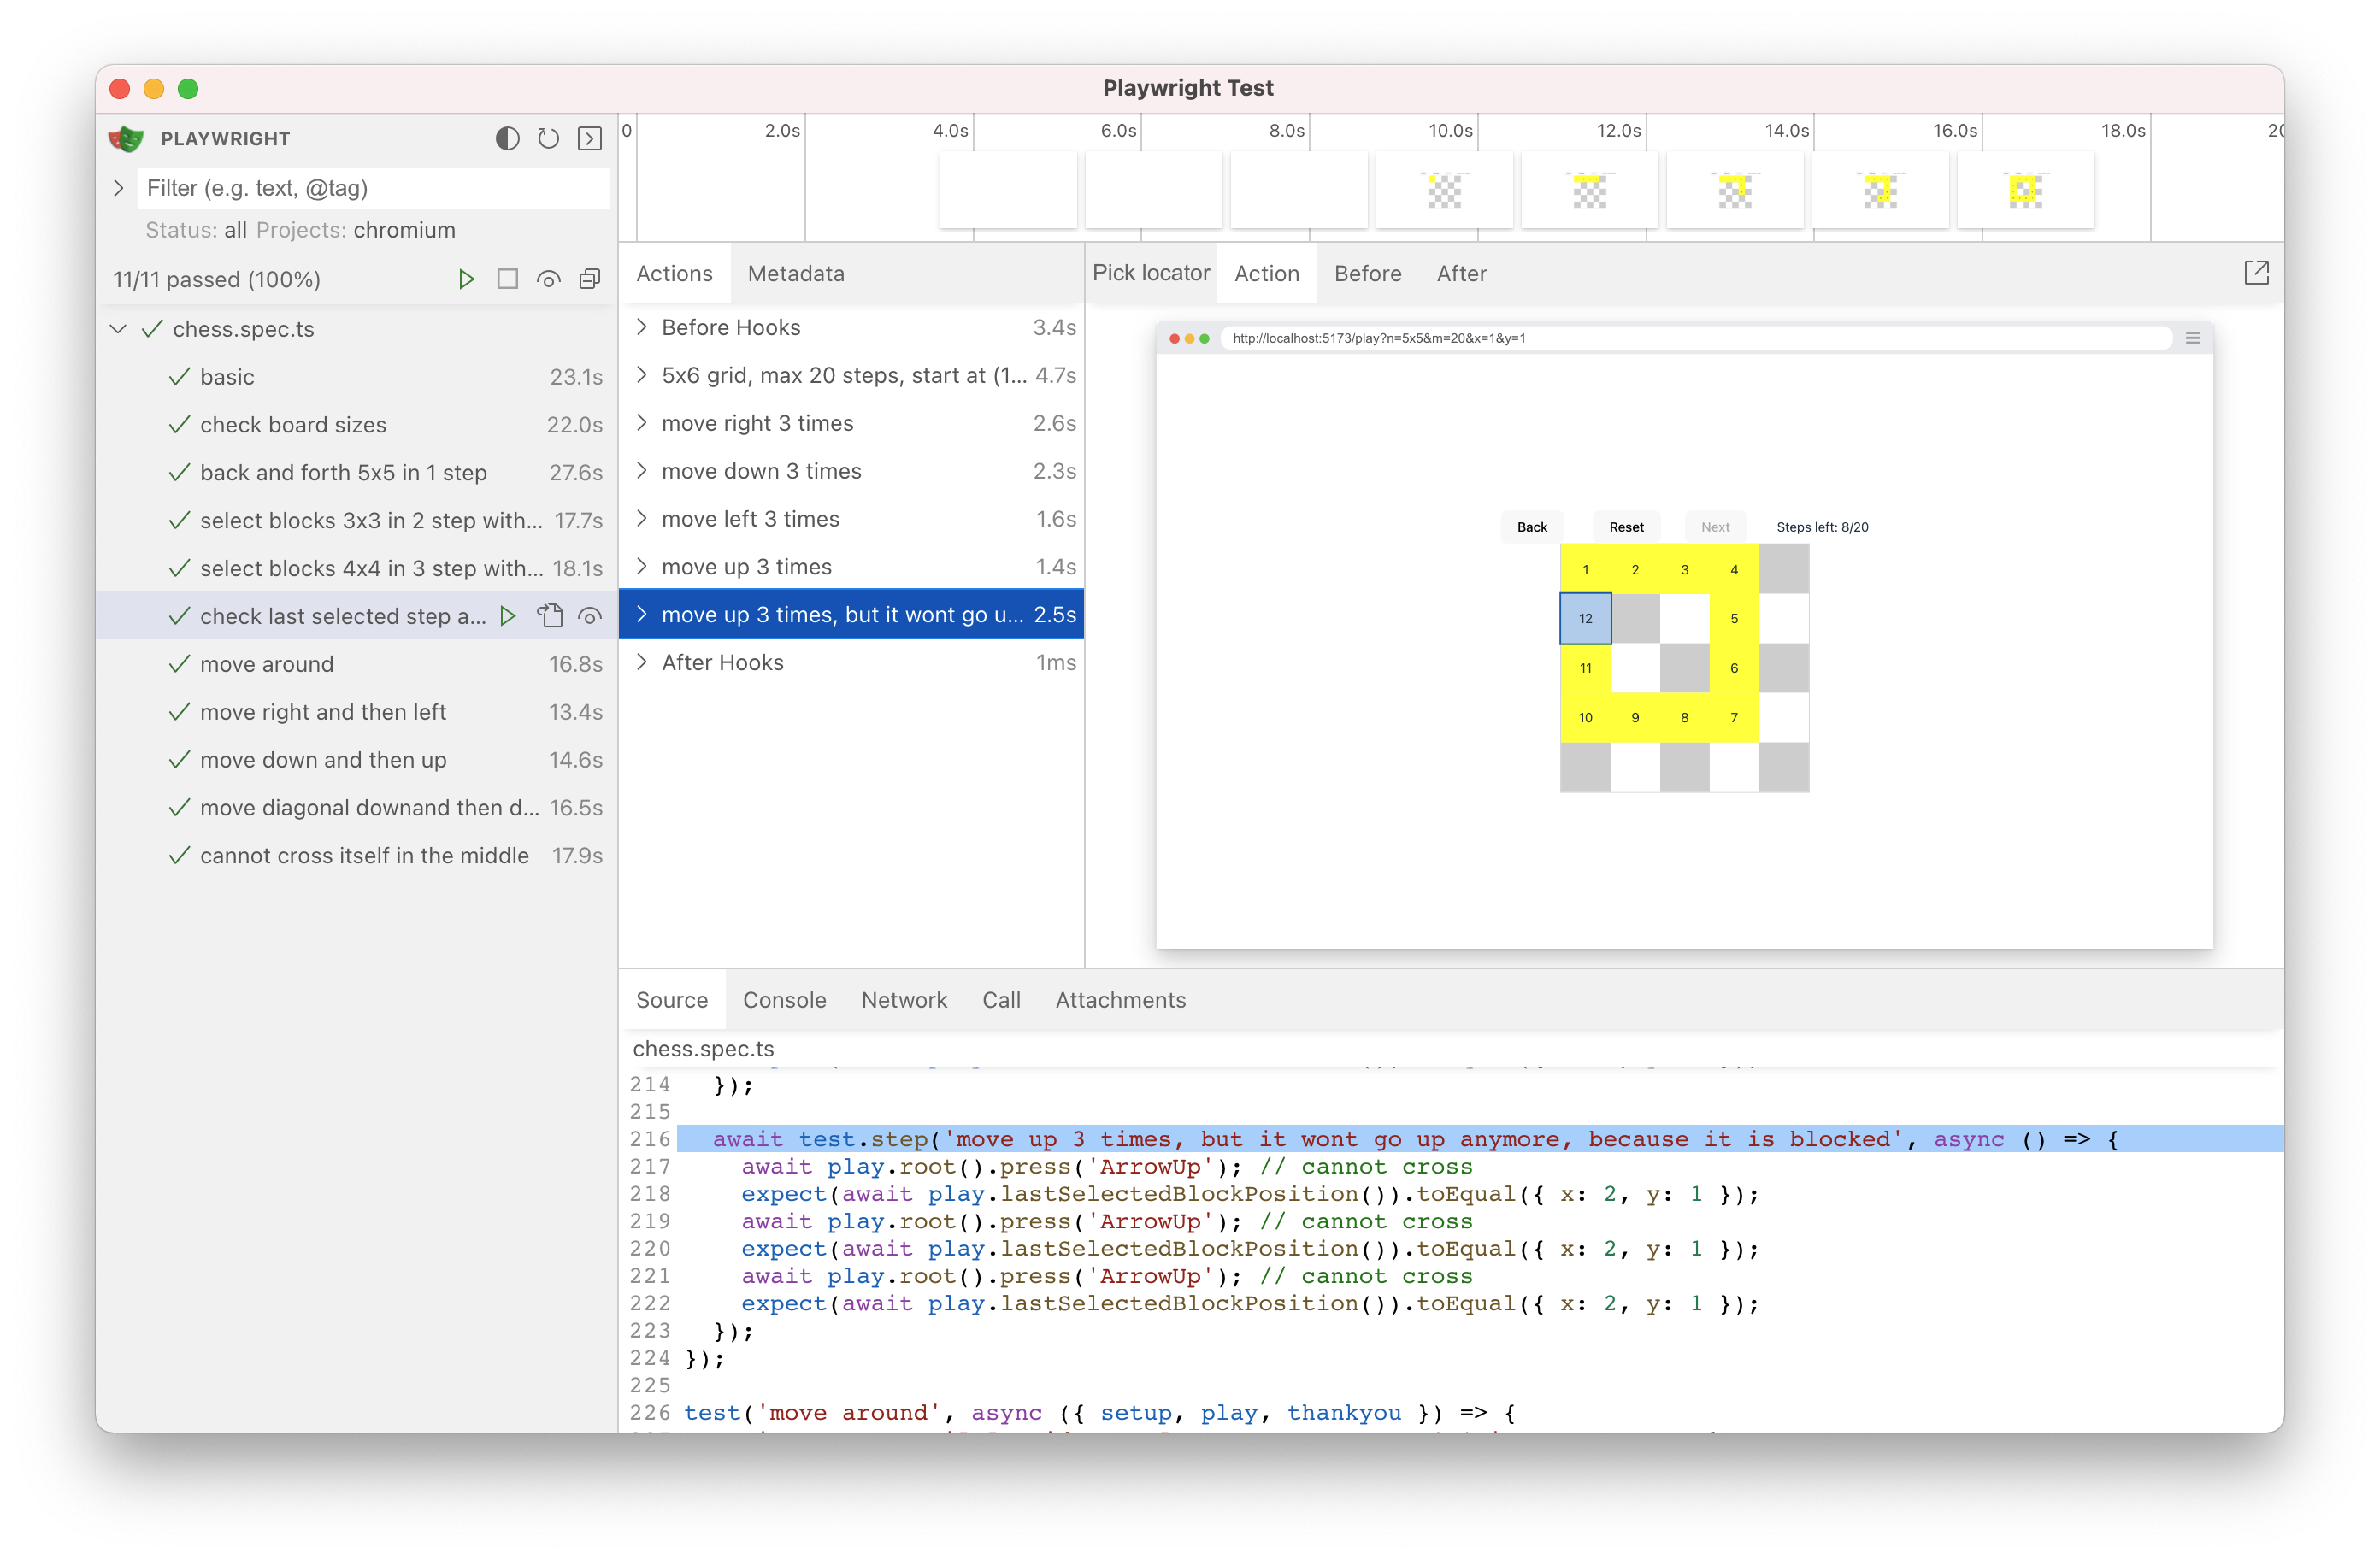 Playwright Test
PLAYWRIGHT
Filter (e.g. text, @tag)
Status: all Projects: chromium
11/11 passed (100%)
chess.spec.ts
basic 23.1s
check board sizes 22.0s
back and forth 5x5 in 1 step 27.6s
select blocks 3x3 in 2 step with... 17.7s
select blocks 4x4 in 3 step with... 18.1s
check last selected step a...
move around 16.8s
move right and then left 13.4s
move down and then up 14.6s
move diagonal downand then d... 16.5s
cannot cross itself in the middle 17.9s
0 2.0s 4.0s 6.0s 8.0s 10.0s 12.0s 14.0s 16.0s 18.0s 20
Actions Metadata
Before Hooks 3.4s
5x6 grid, max 20 steps, start at (1... 4.7s
move right 3 times 2.6s
move down 3 times 2.3s
move left 3 times 1.6s
move up 3 times 1.4s
move up 3 times, but it wont go u... 2.5s
After Hooks 1ms
Pick locator Action Before After
http://localhost:5173/play?n=5x5&m=20&x=1&y=1
Back Reset Next Steps left: 8/20
1 2 3 4
12 5
11 6
10 9 8 7
Source Console Network Call Attachments
chess.spec.ts
214 });
215
216 await test.step('move up 3 times, but it wont go up anymore, because it is blocked', async () => {
217 await play.root().press('ArrowUp'); // cannot cross
218 expect(await play.lastSelectedBlockPosition()).toEqual({ x: 2, y: 1 });
219 await play.root().press('ArrowUp'); // cannot cross
220 expect(await play.lastSelectedBlockPosition()).toEqual({ x: 2, y: 1 });
221 await play.root().press('ArrowUp'); // cannot cross
222 expect(await play.lastSelectedBlockPosition()).toEqual({ x: 2, y: 1 });
223 });
224 });
225
226 test('move around', async ({ setup, play, thankyou }) => {